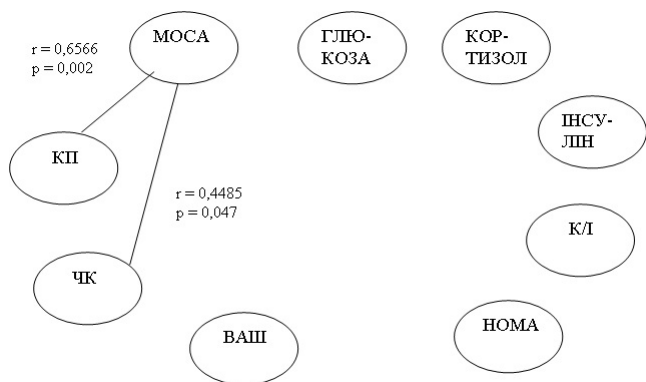 МОСА
ГЛЮ-
КОЗА
КОР-
ТИЗОЛ
r = 0,6566
p = 0,002
ІНСУ-
ЛІН
КП
r = 0,4485
p = 0,047
К/І
ЧК
ВАШ
НОМА